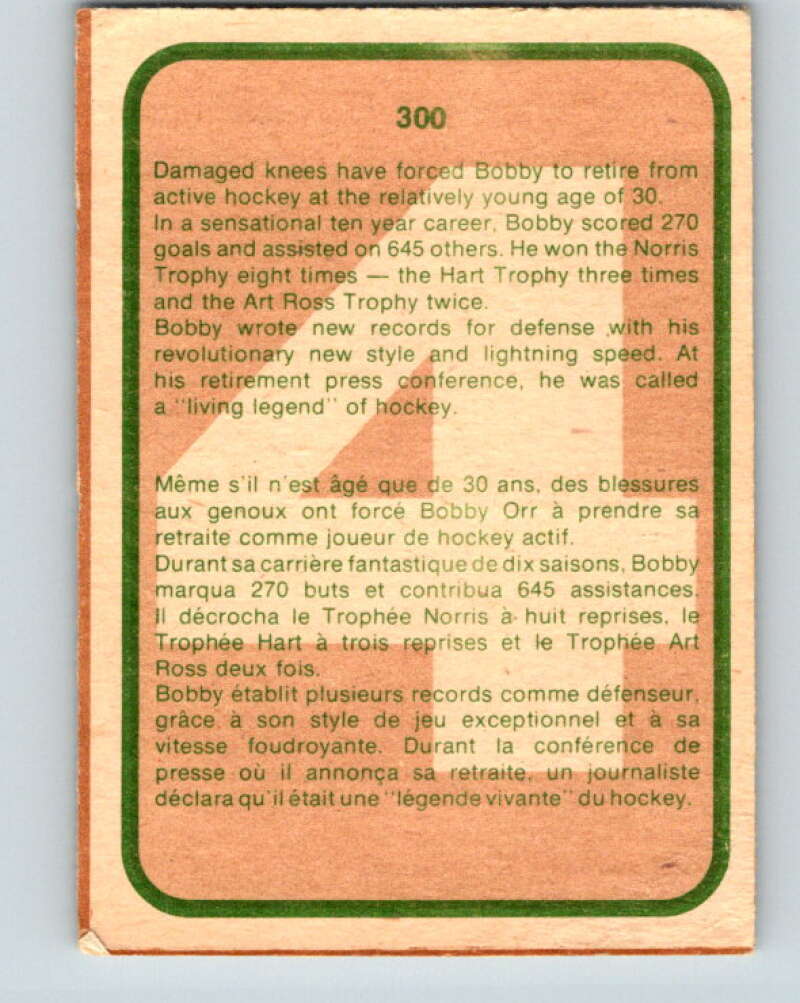 300
Damaged knees have forced Bobby to retire from
active hockey at the relatively young age of 30.
In a sensational ten year career, Bobby scored 270
goals and assisted on 645 others. He won the Norris
Trophy eight times — the Hart Trophy three times
and the Art Ross Trophy twice.
Bobby wrote new records for defense with his
revolutionary new style and lightning speed. At
his retirement press conference, he was called
a "living legend" of hockey.
Même s'il n'est âgé que de 30 ans, des blessures
aux genoux ont forcé Bobby Orr à prendre sa
retraite comme joueur de hockey actif.
Durant sa carrière fantastique de dix saisons, Bobby
marqua 270 buts et contribua 645 assistances.
Il décrocha le Trophée Norris à huit reprises, le
Trophée Hart à trois reprises et le Trophée Art
Ross deux fois.
Bobby établit plusieurs records comme défenseur,
grâce à son style de jeu exceptionnel et à sa
vitesse foudroyante. Durant la conférence de
presse où il annonça sa retraite, un journaliste
déclara qu'il était une "légende vivante" du hockey.
4